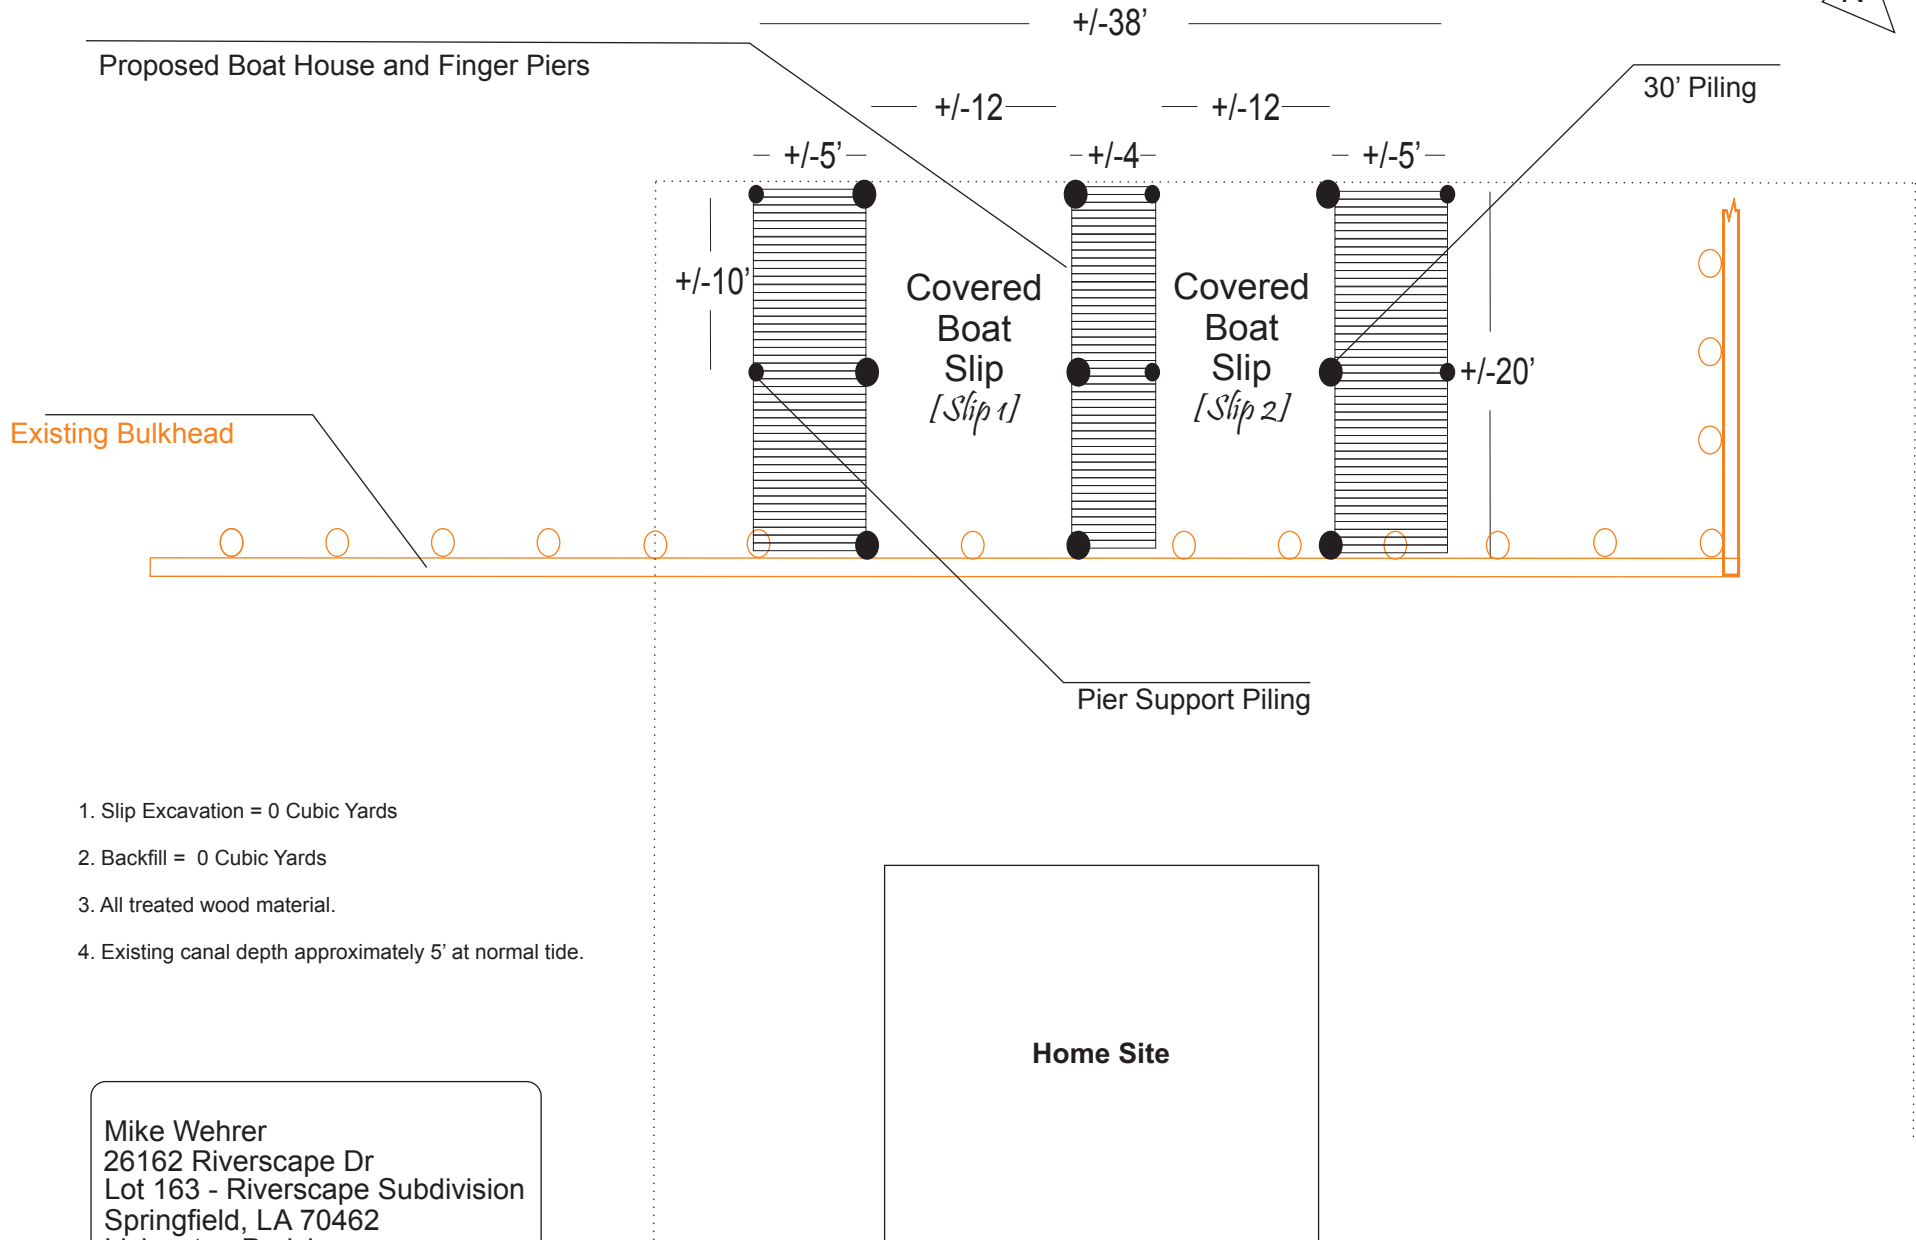 +/-38’
Proposed Boat House and Finger Piers
30’ Piling
+/-12
+/-12
+/-5’
+/-4
+/-5’
+/-10’
Covered
Boat
Slip
[Slip 1]
Covered
Boat
Slip
[Slip 2]
+/-20’
Existing Bulkhead
Pier Support Piling
1. Slip Excavation = 0 Cubic Yards
2. Backfill =  0 Cubic Yards
3. All treated wood material.
4. Existing canal depth approximately 5’ at normal tide.
Home Site
Mike Wehrer
26162 Riverscape Dr
Lot 163 - Riverscape Subdivision
Springfield, LA 70462